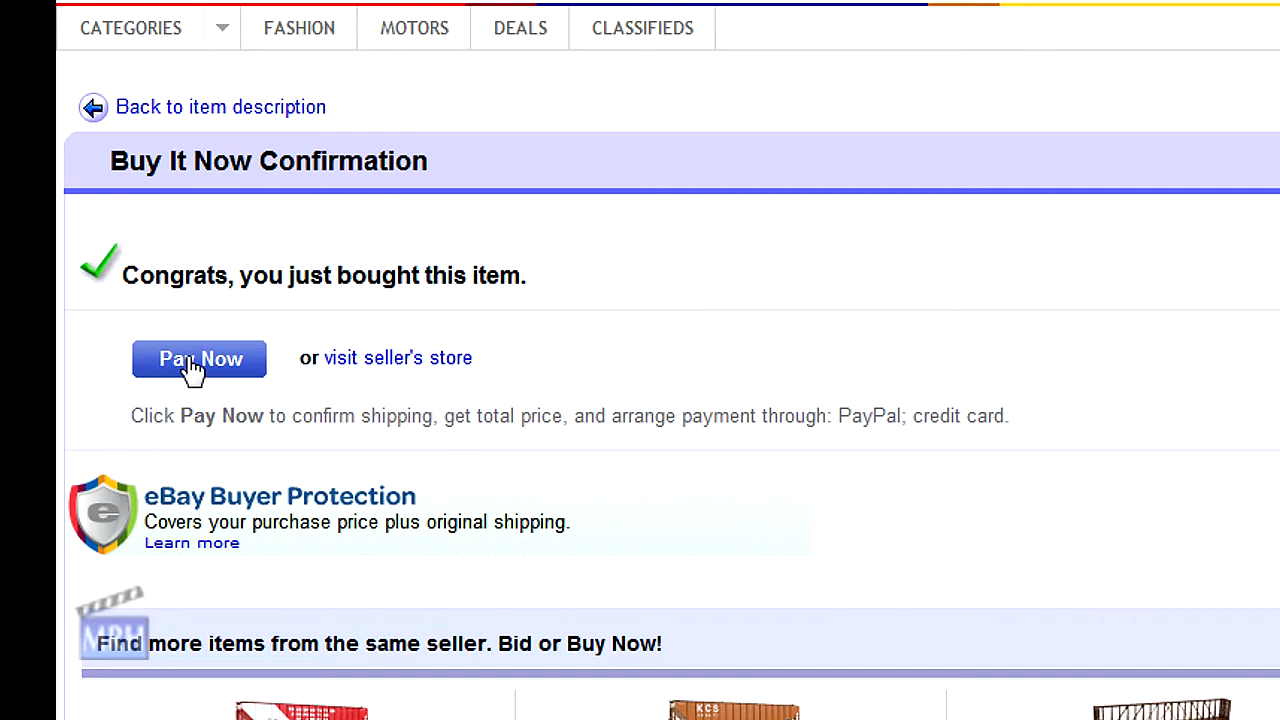 CATEGORIES FASHION MOTORS DEALS CLASSIFIEDS
Back to item description
Buy It Now Confirmation
Congrats, you just bought this item.
Pay Now or visit seller's store
Click Pay Now to confirm shipping, get total price, and arrange payment through: PayPal; credit card.
e
eBay Buyer Protection
Covers your purchase price plus original shipping.
Learn more
MPH
Find more items from the same seller. Bid or Buy Now!
KCS